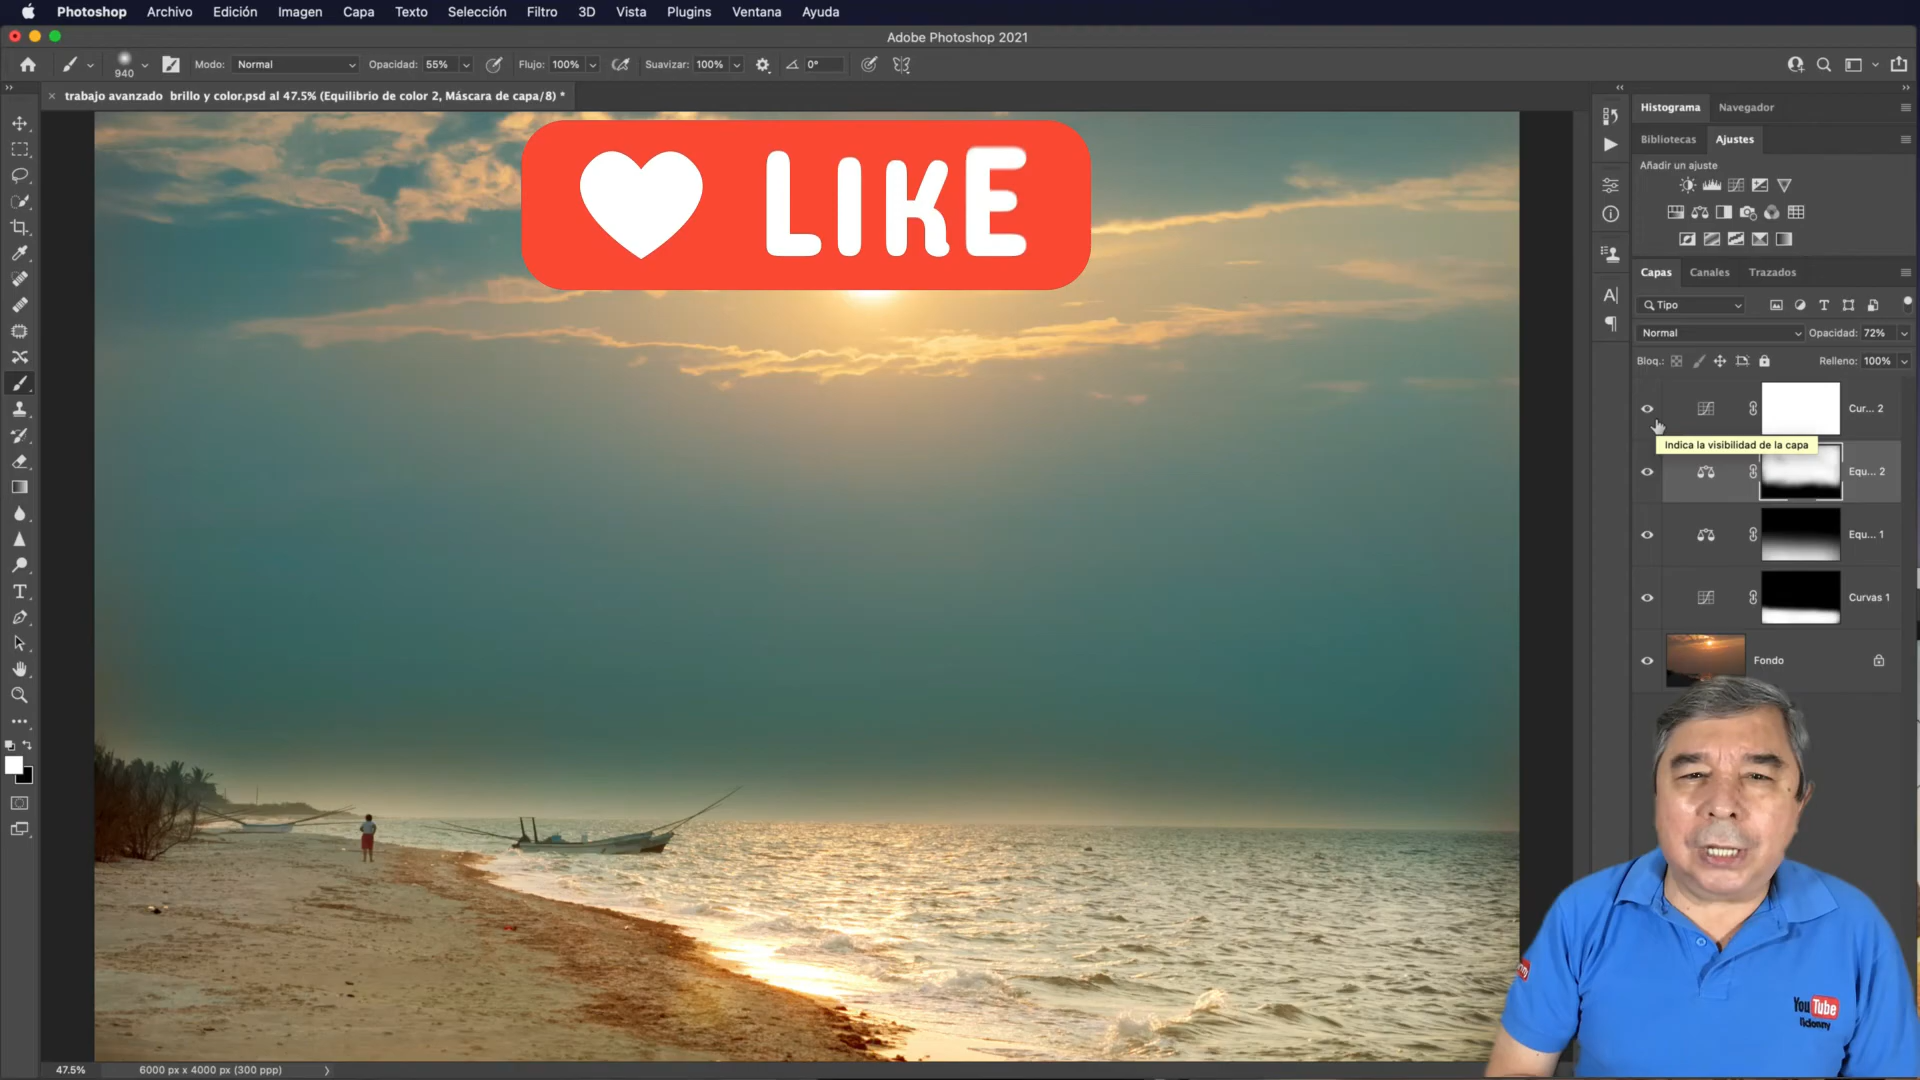 Photoshop Archivo Edición Imagen Capa Texto Selección Filtro 3D Vista Plugins Ventana Ayuda
Adobe Photoshop 2021
940 Modo: Normal Opacidad: 55% Flujo: 100% Suavizar: 100% 0°
trabajo avanzado brillo y color.psd al 47.5% (Equilibrio de color 2, Máscara de capa/8) *
LIKE
Histograma Navegador
Bibliotecas Ajustes
Añadir un ajuste
Capas Canales Trazados
Tipo
Normal Opacidad: 72%
Bloq.: Relleno: 100%
Cur... 2
Indica la visibilidad de la capa
Equ... 2
Equ... 1
Curvas 1
Fondo
YouTube
47.5% 6000 px x 4000 px (300 ppp)